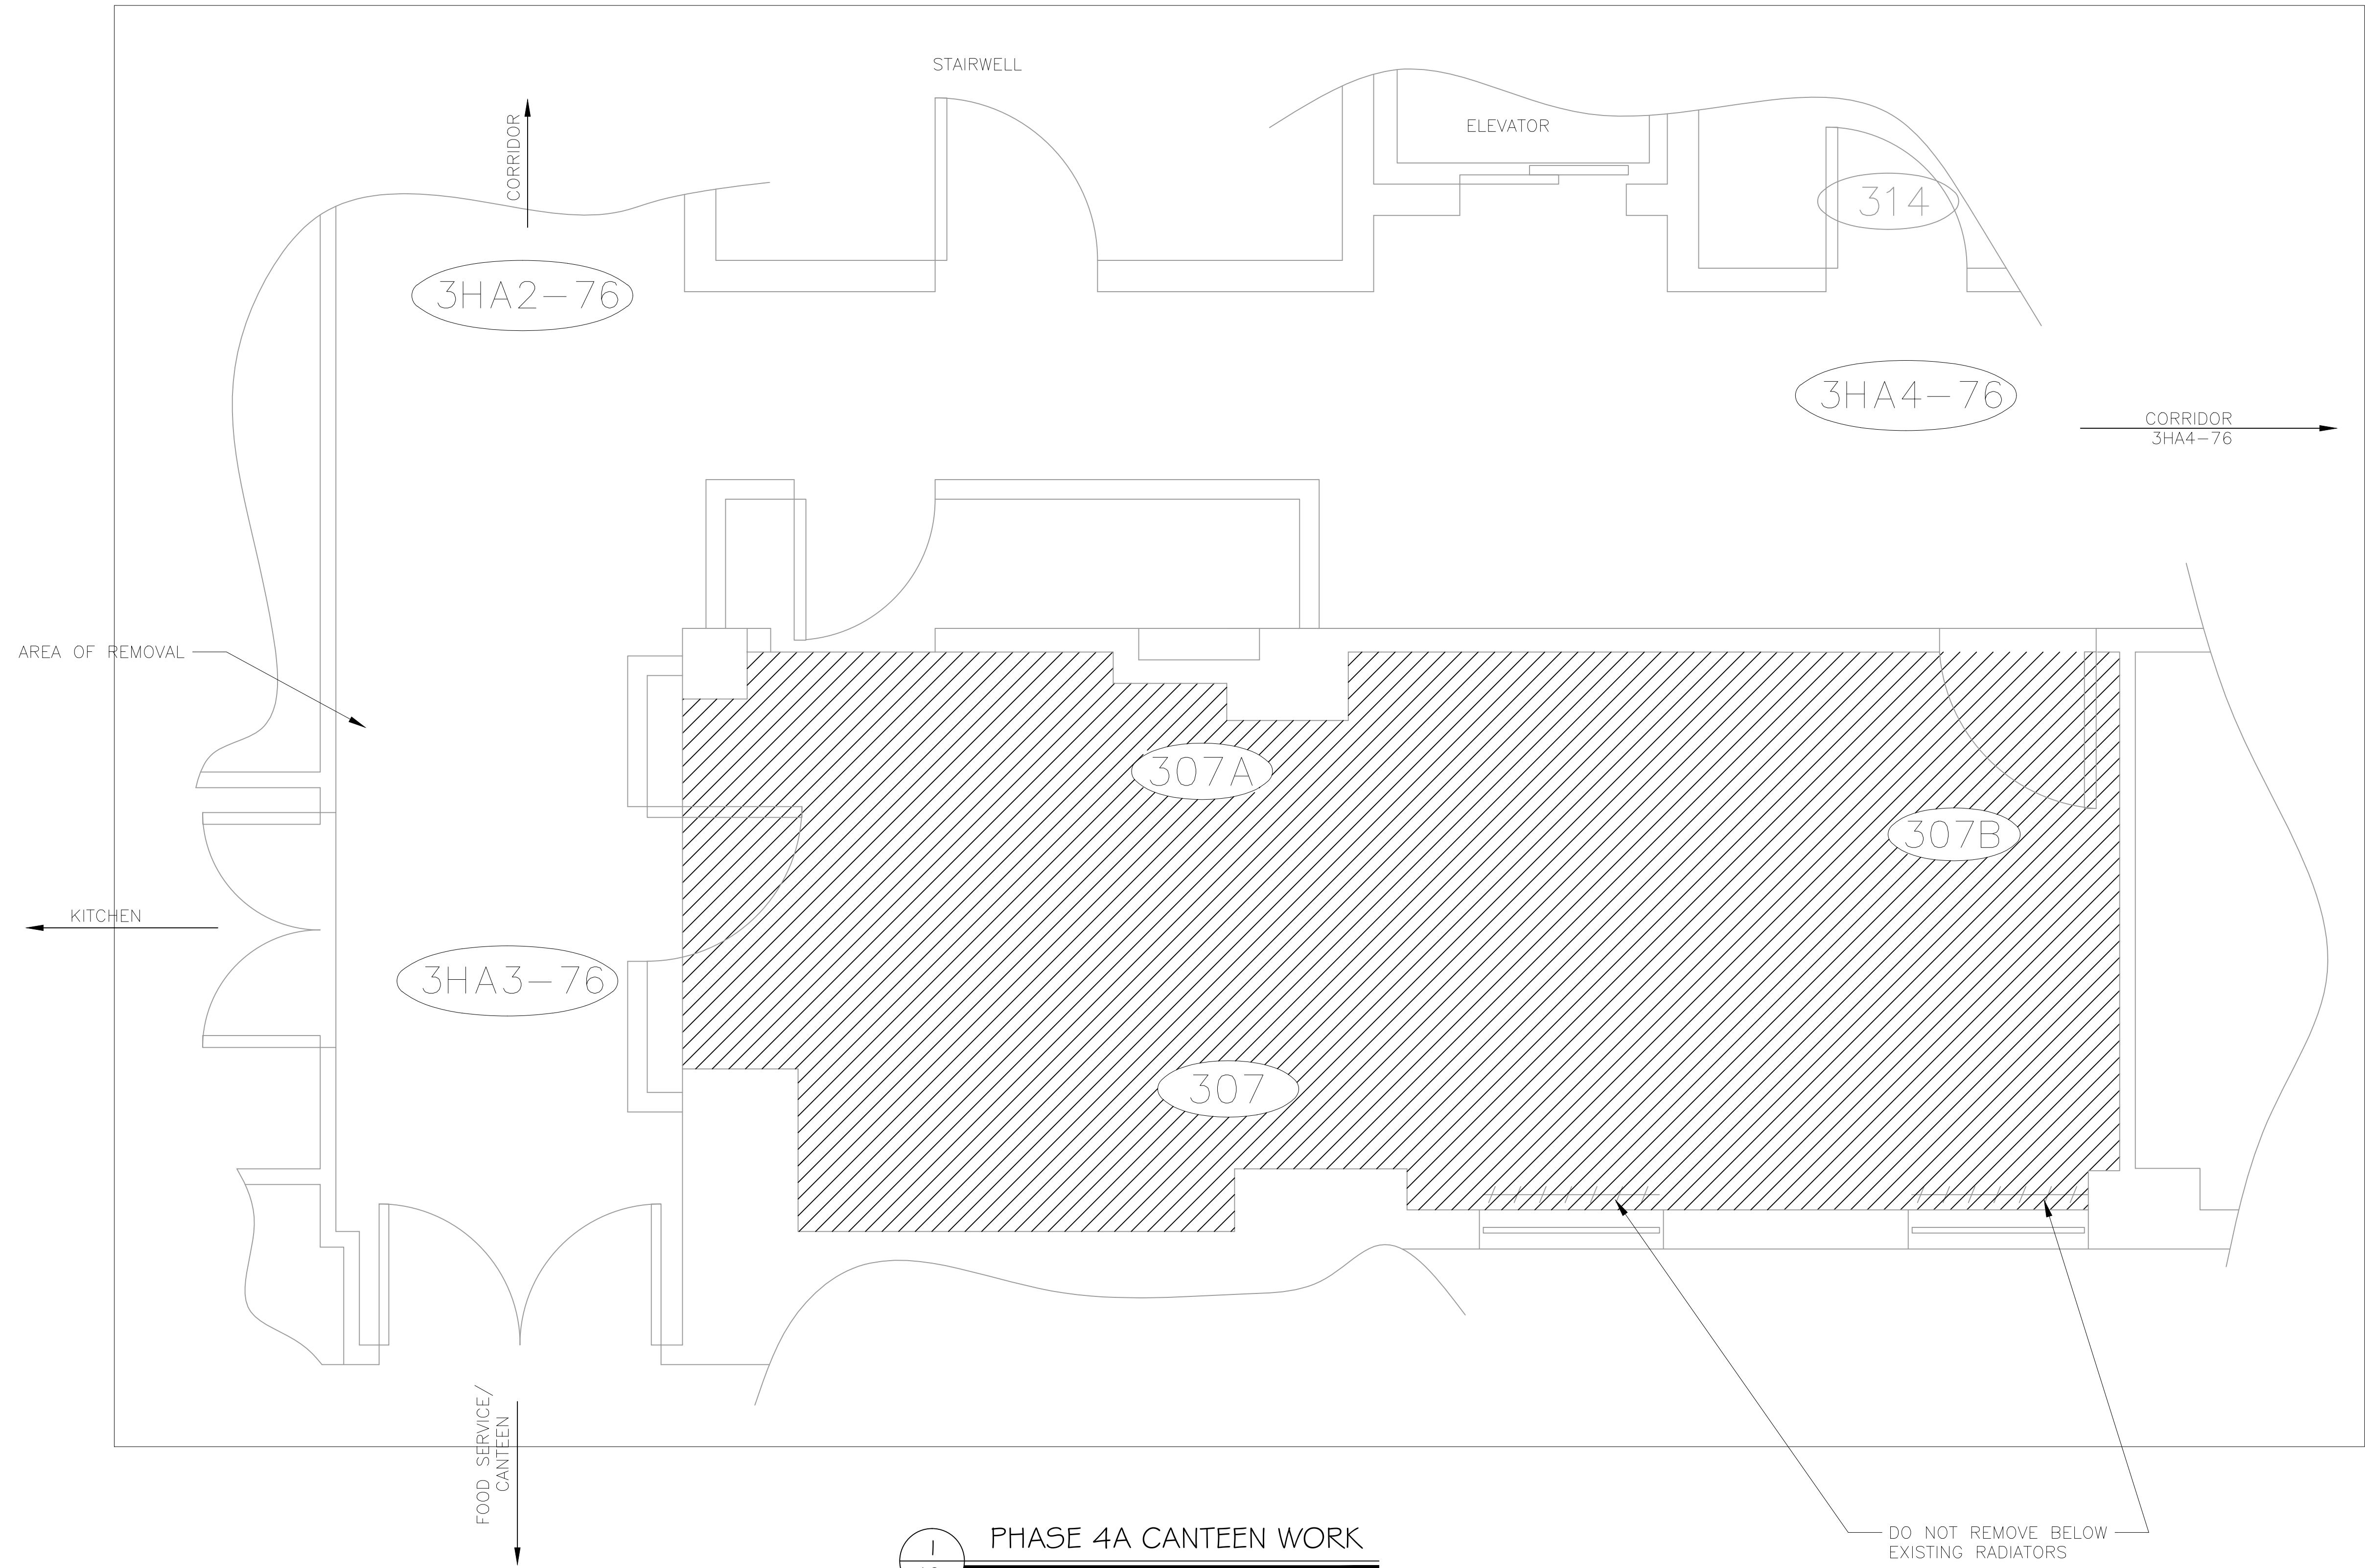 STAIRWELL
CORRIDOR
ELEVATOR
314
3HA2-76
3HA4-76
CORRIDOR
3HA4-76
AREA OF REMOVAL
307A
307B
KITCHEN
3HA3-76
307
FOOD SERVICE/
CANTEEN
1
PHASE 4A CANTEEN WORK
DO NOT REMOVE BELOW
EXISTING RADIATORS